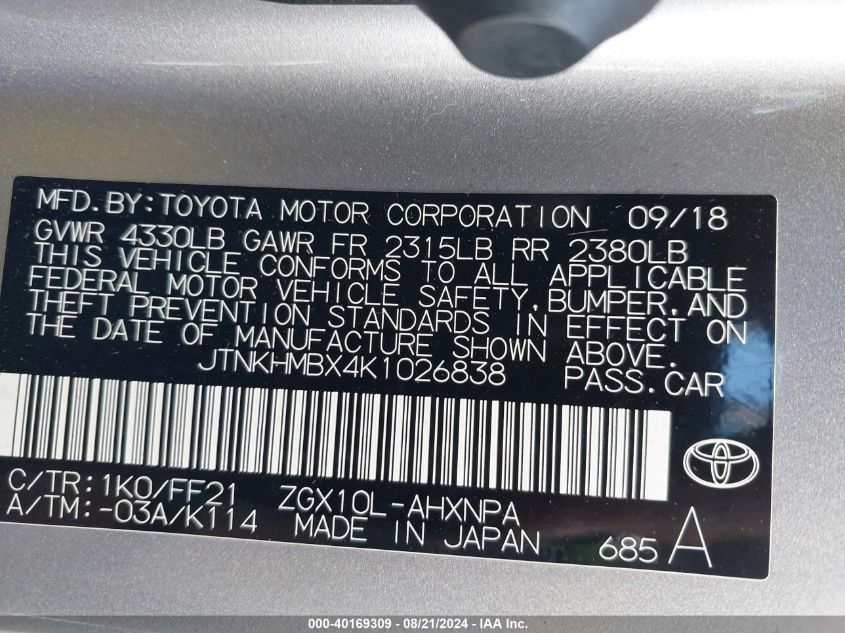 MFD.BY:TOYOTA MOTOR CORPORATION 09/18
GVWR 4330LB GAWR FR 2315LB RR 2380LB
THIS VEHICLE CONFORMS TO ALL APPLICABLE
FEDERAL MOTOR VEHICLE SAFETY,BUMPER,AND
THEFT PREVENTION STANDARDS IN EFFECT ON
THE DATE OF MANUFACTURE SHOWN ABOVE.
JTNKHMBX4K1026838 PASS.CAR
C/TR:1K0/FF21 ZGX10L-AHXNPA
A/TM:-03A/K114 MADE IN JAPAN 685 A
000-40169309 - 08/21/2024 - IAA Inc.